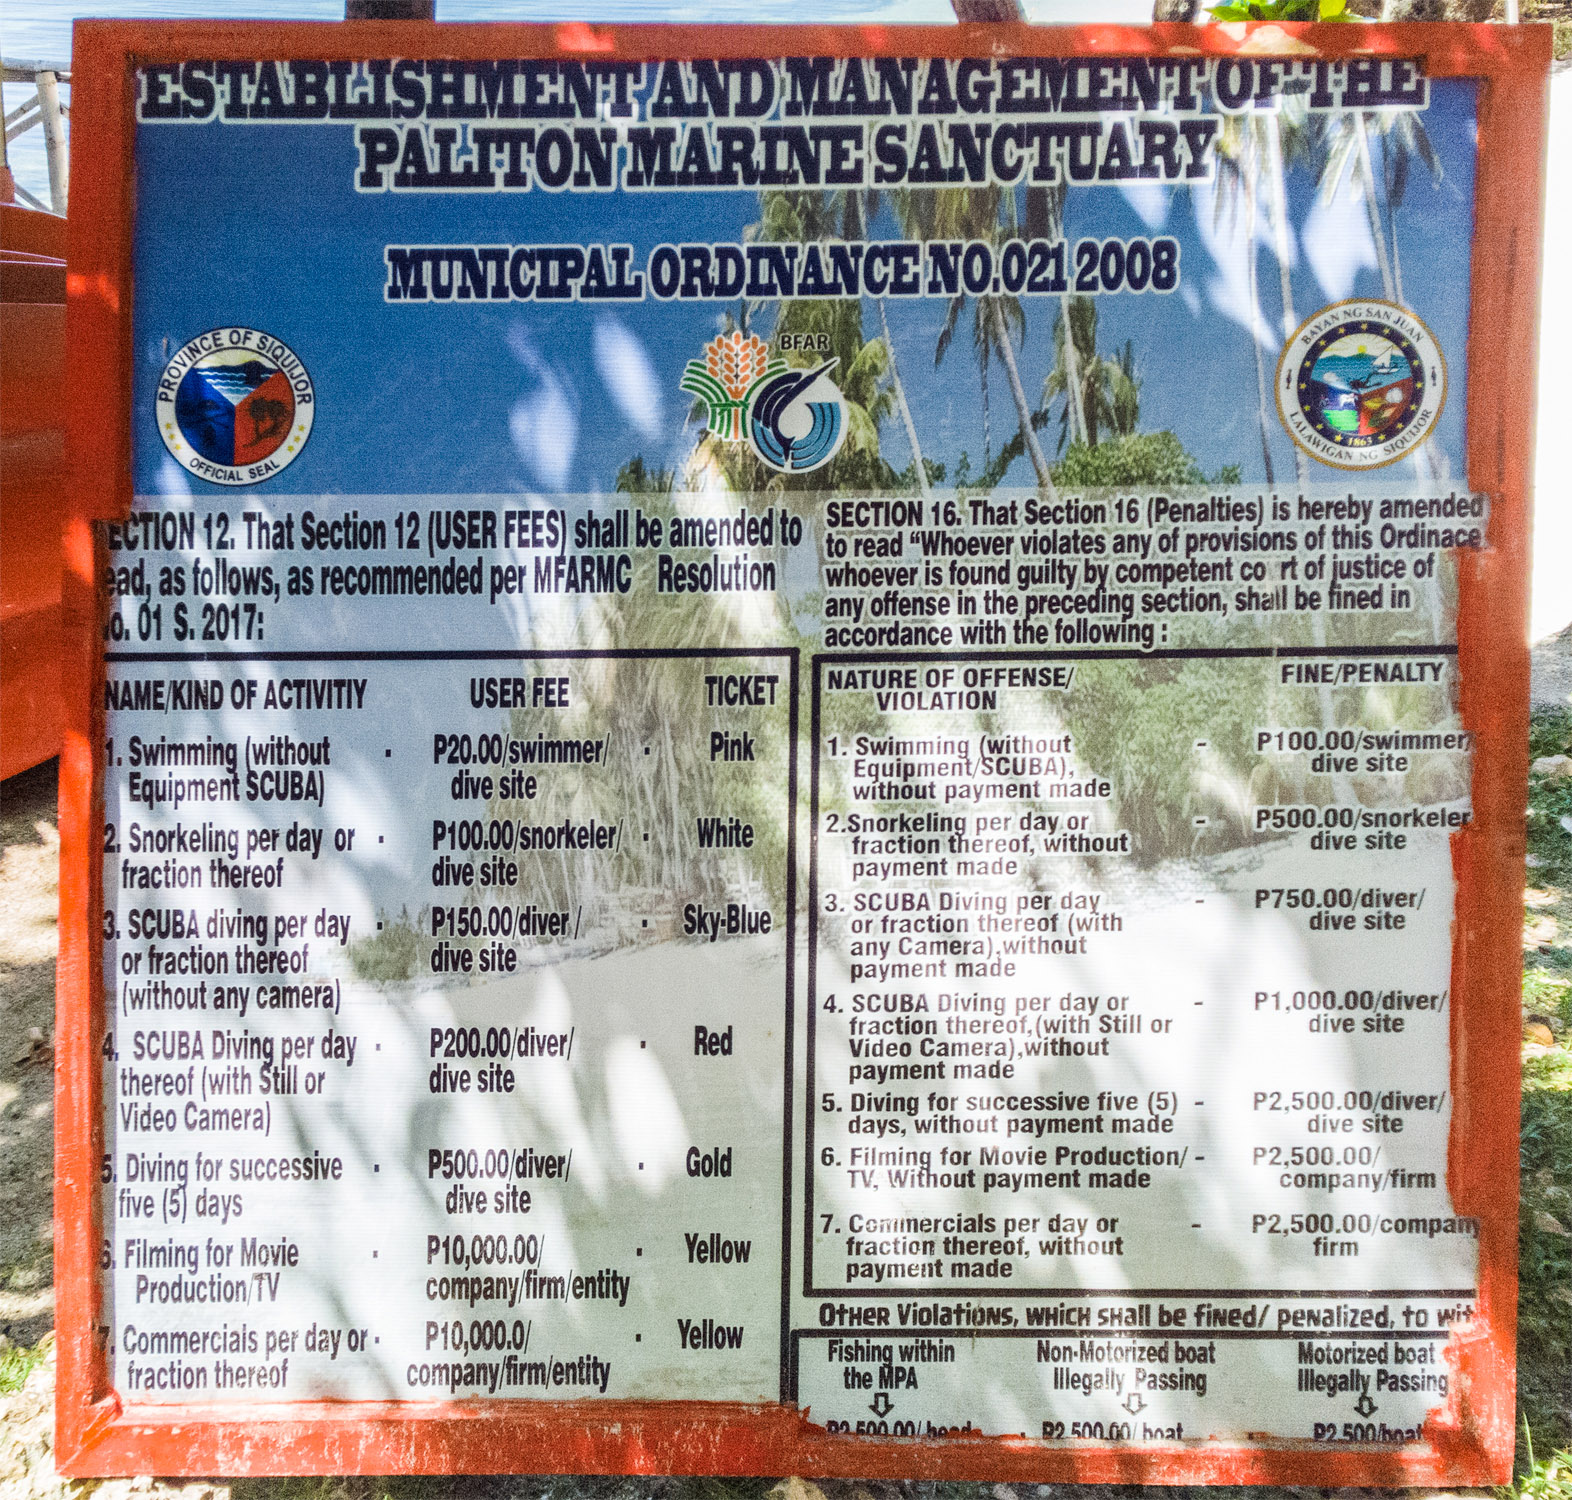 ESTABLISHMENT AND MANAGEMENT OF THE
PALITON MARINE SANCTUARY
MUNICIPAL ORDINANCE NO.021 2008
PROVINCE OF SIQUIJOR
OFFICIAL SEAL
BFAR
BAYAN NG SAN JUAN
1863
LALAWIGAN NG SIQUIJOR
ECTION 12. That Section 12 (USER FEES) shall be amended to
ead, as follows, as recommended per MFARMC Resolution
o. 01 S. 2017:
NAME/KIND OF ACTIVITIY USER FEE TICKET
1. Swimming (without - P20.00/swimmer/ - Pink
Equipment SCUBA) dive site
2. Snorkeling per day or - P100.00/snorkeler/ - White
fraction thereof dive site
3. SCUBA diving per day - P150.00/diver / - Sky-Blue
or fraction thereof dive site
(without any camera)
4. SCUBA Diving per day - P200.00/diver/ - Red
thereof (with Still or dive site
Video Camera)
5. Diving for successive - P500.00/diver/ - Gold
five (5) days dive site
6. Filming for Movie - P10,000.00/ - Yellow
Production/TV company/firm/entity
7. Commercials per day or - P10,000.0/ - Yellow
fraction thereof company/firm/entity
SECTION 16. That Section 16 (Penalties) is hereby amended
to read “Whoever violates any of provisions of this Ordinace
whoever is found guilty by competent co rt of justice of
any offense in the preceding section, shall be fined in
accordance with the following :
NATURE OF OFFENSE/ FINE/PENALTY
VIOLATION
1. Swimming (without - P100.00/swimmer/
Equipment/SCUBA), dive site
without payment made
2.Snorkeling per day or - P500.00/snorkeler
fraction thereof, without dive site
payment made
3. SCUBA Diving per day - P750.00/diver/
or fraction thereof (with dive site
any Camera),without
payment made
4. SCUBA Diving per day or - P1,000.00/diver/
fraction thereof,(with Still or dive site
Video Camera),without
payment made
5. Diving for successive five (5) - P2,500.00/diver/
days, without payment made dive site
6. Filming for Movie Production/ - P2,500.00/
TV, Without payment made company/firm
7. Commercials per day or - P2,500.00/company
fraction thereof, without firm
payment made
Other Violations, which shall be fined/ penalized, to wit
Fishing within Non-Motorized boat Motorized boat
the MPA Illegally Passing Illegally Passing
P2,500.00/ head P2,500.00/ boat P2,500/boat